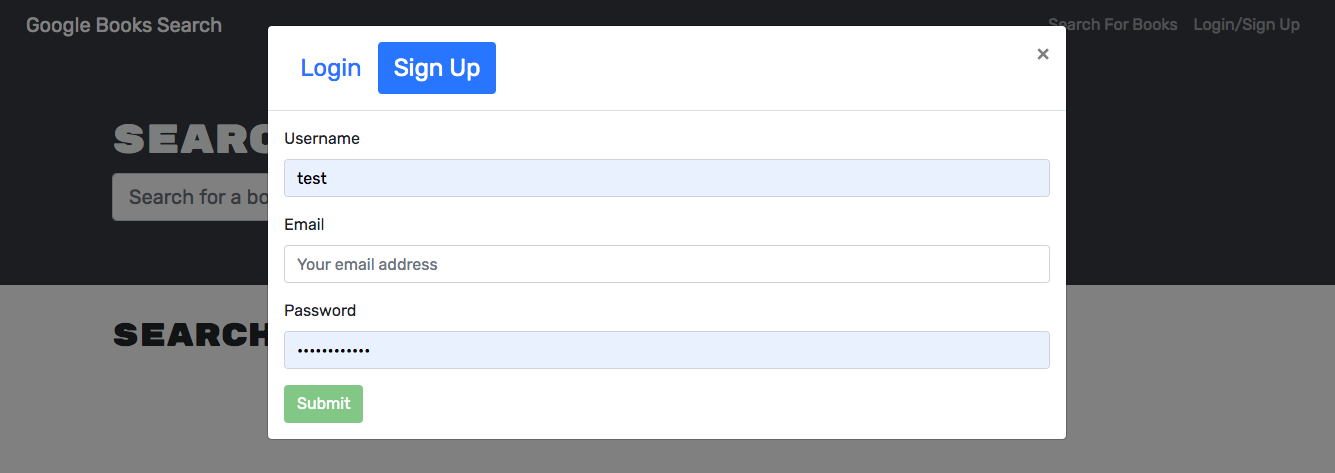 Google Books Search
Search For Books
Login/Sign Up
Login
Sign Up
×
SEARC
Search for a bo
Username
test
Email
Your email address
Password
••••••••••••
Submit
SEARCH